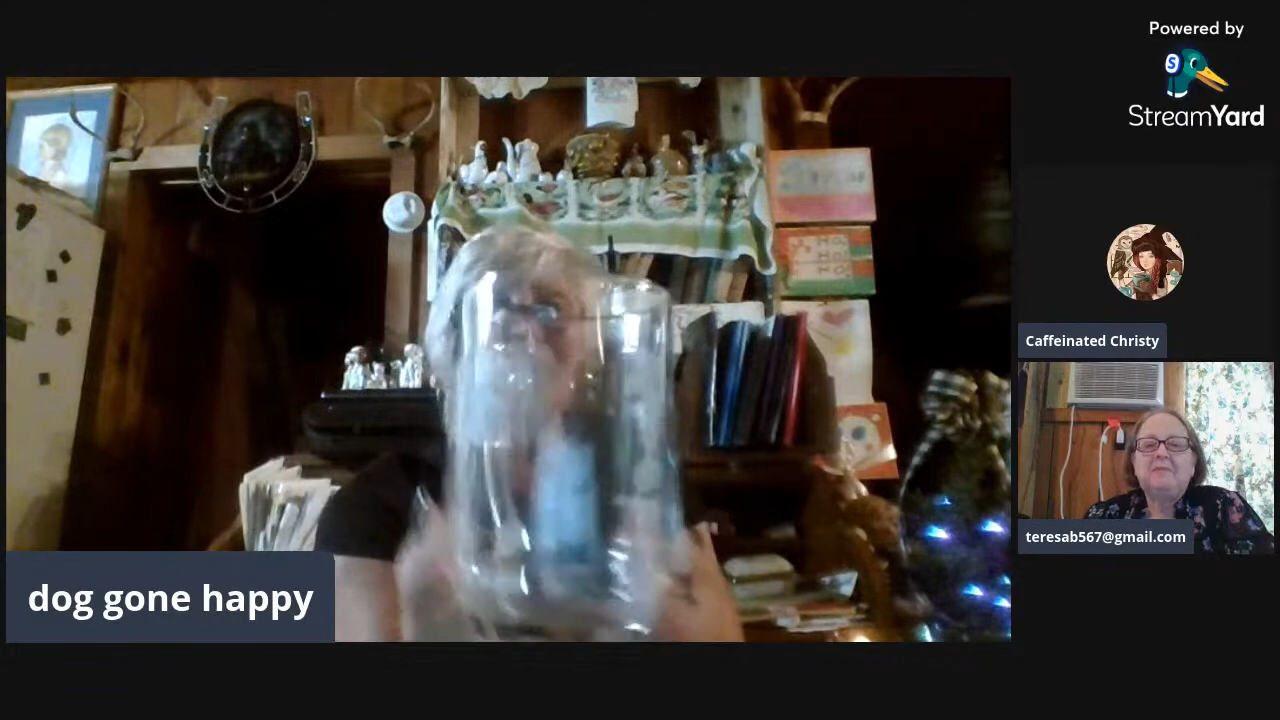 Powered by
StreamYard
Caffeinated Christy
teresab567@gmail.com
dog gone happy